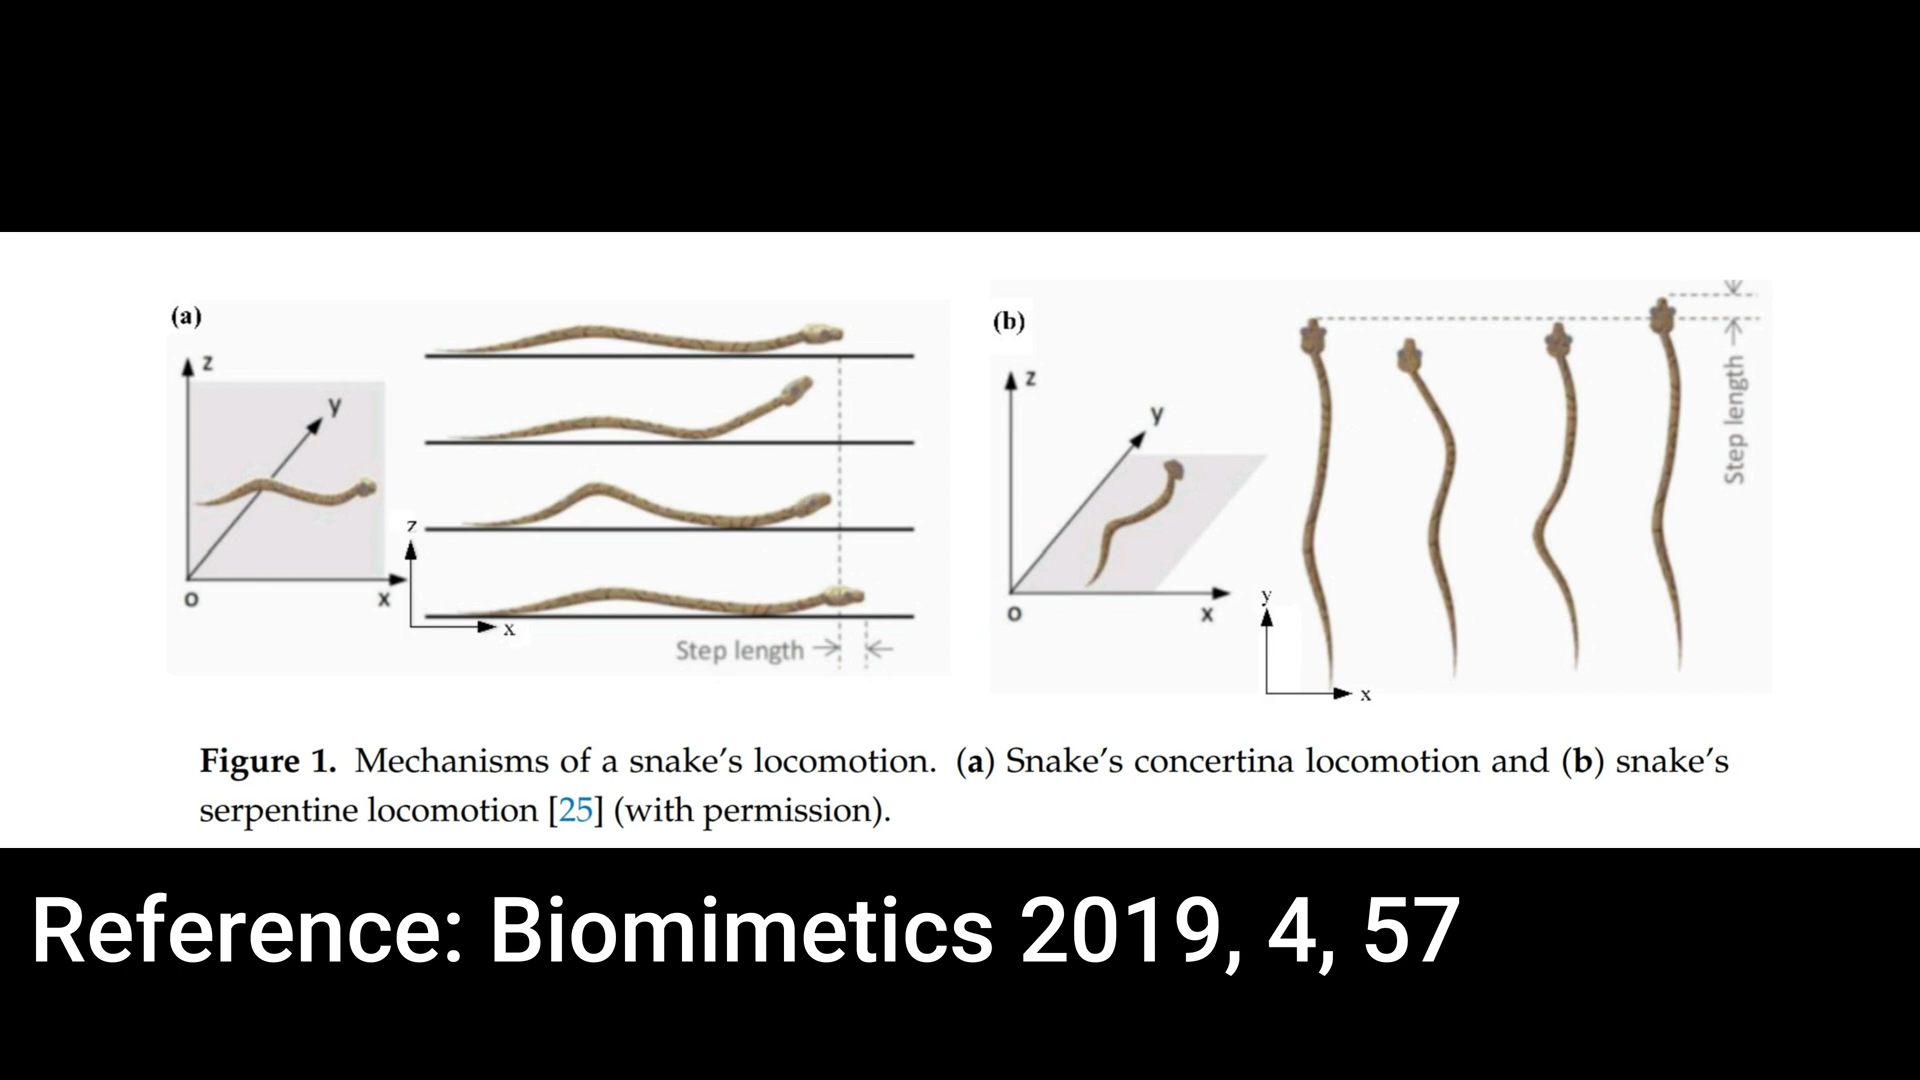 (a)
z
y
o
x
z
x
Step length
(b)
z
y
o
x
y
x
Step length
Figure 1. Mechanisms of a snake's locomotion. (a) Snake's concertina locomotion and (b) snake's
serpentine locomotion [25] (with permission).
Reference: Biomimetics 2019, 4, 57